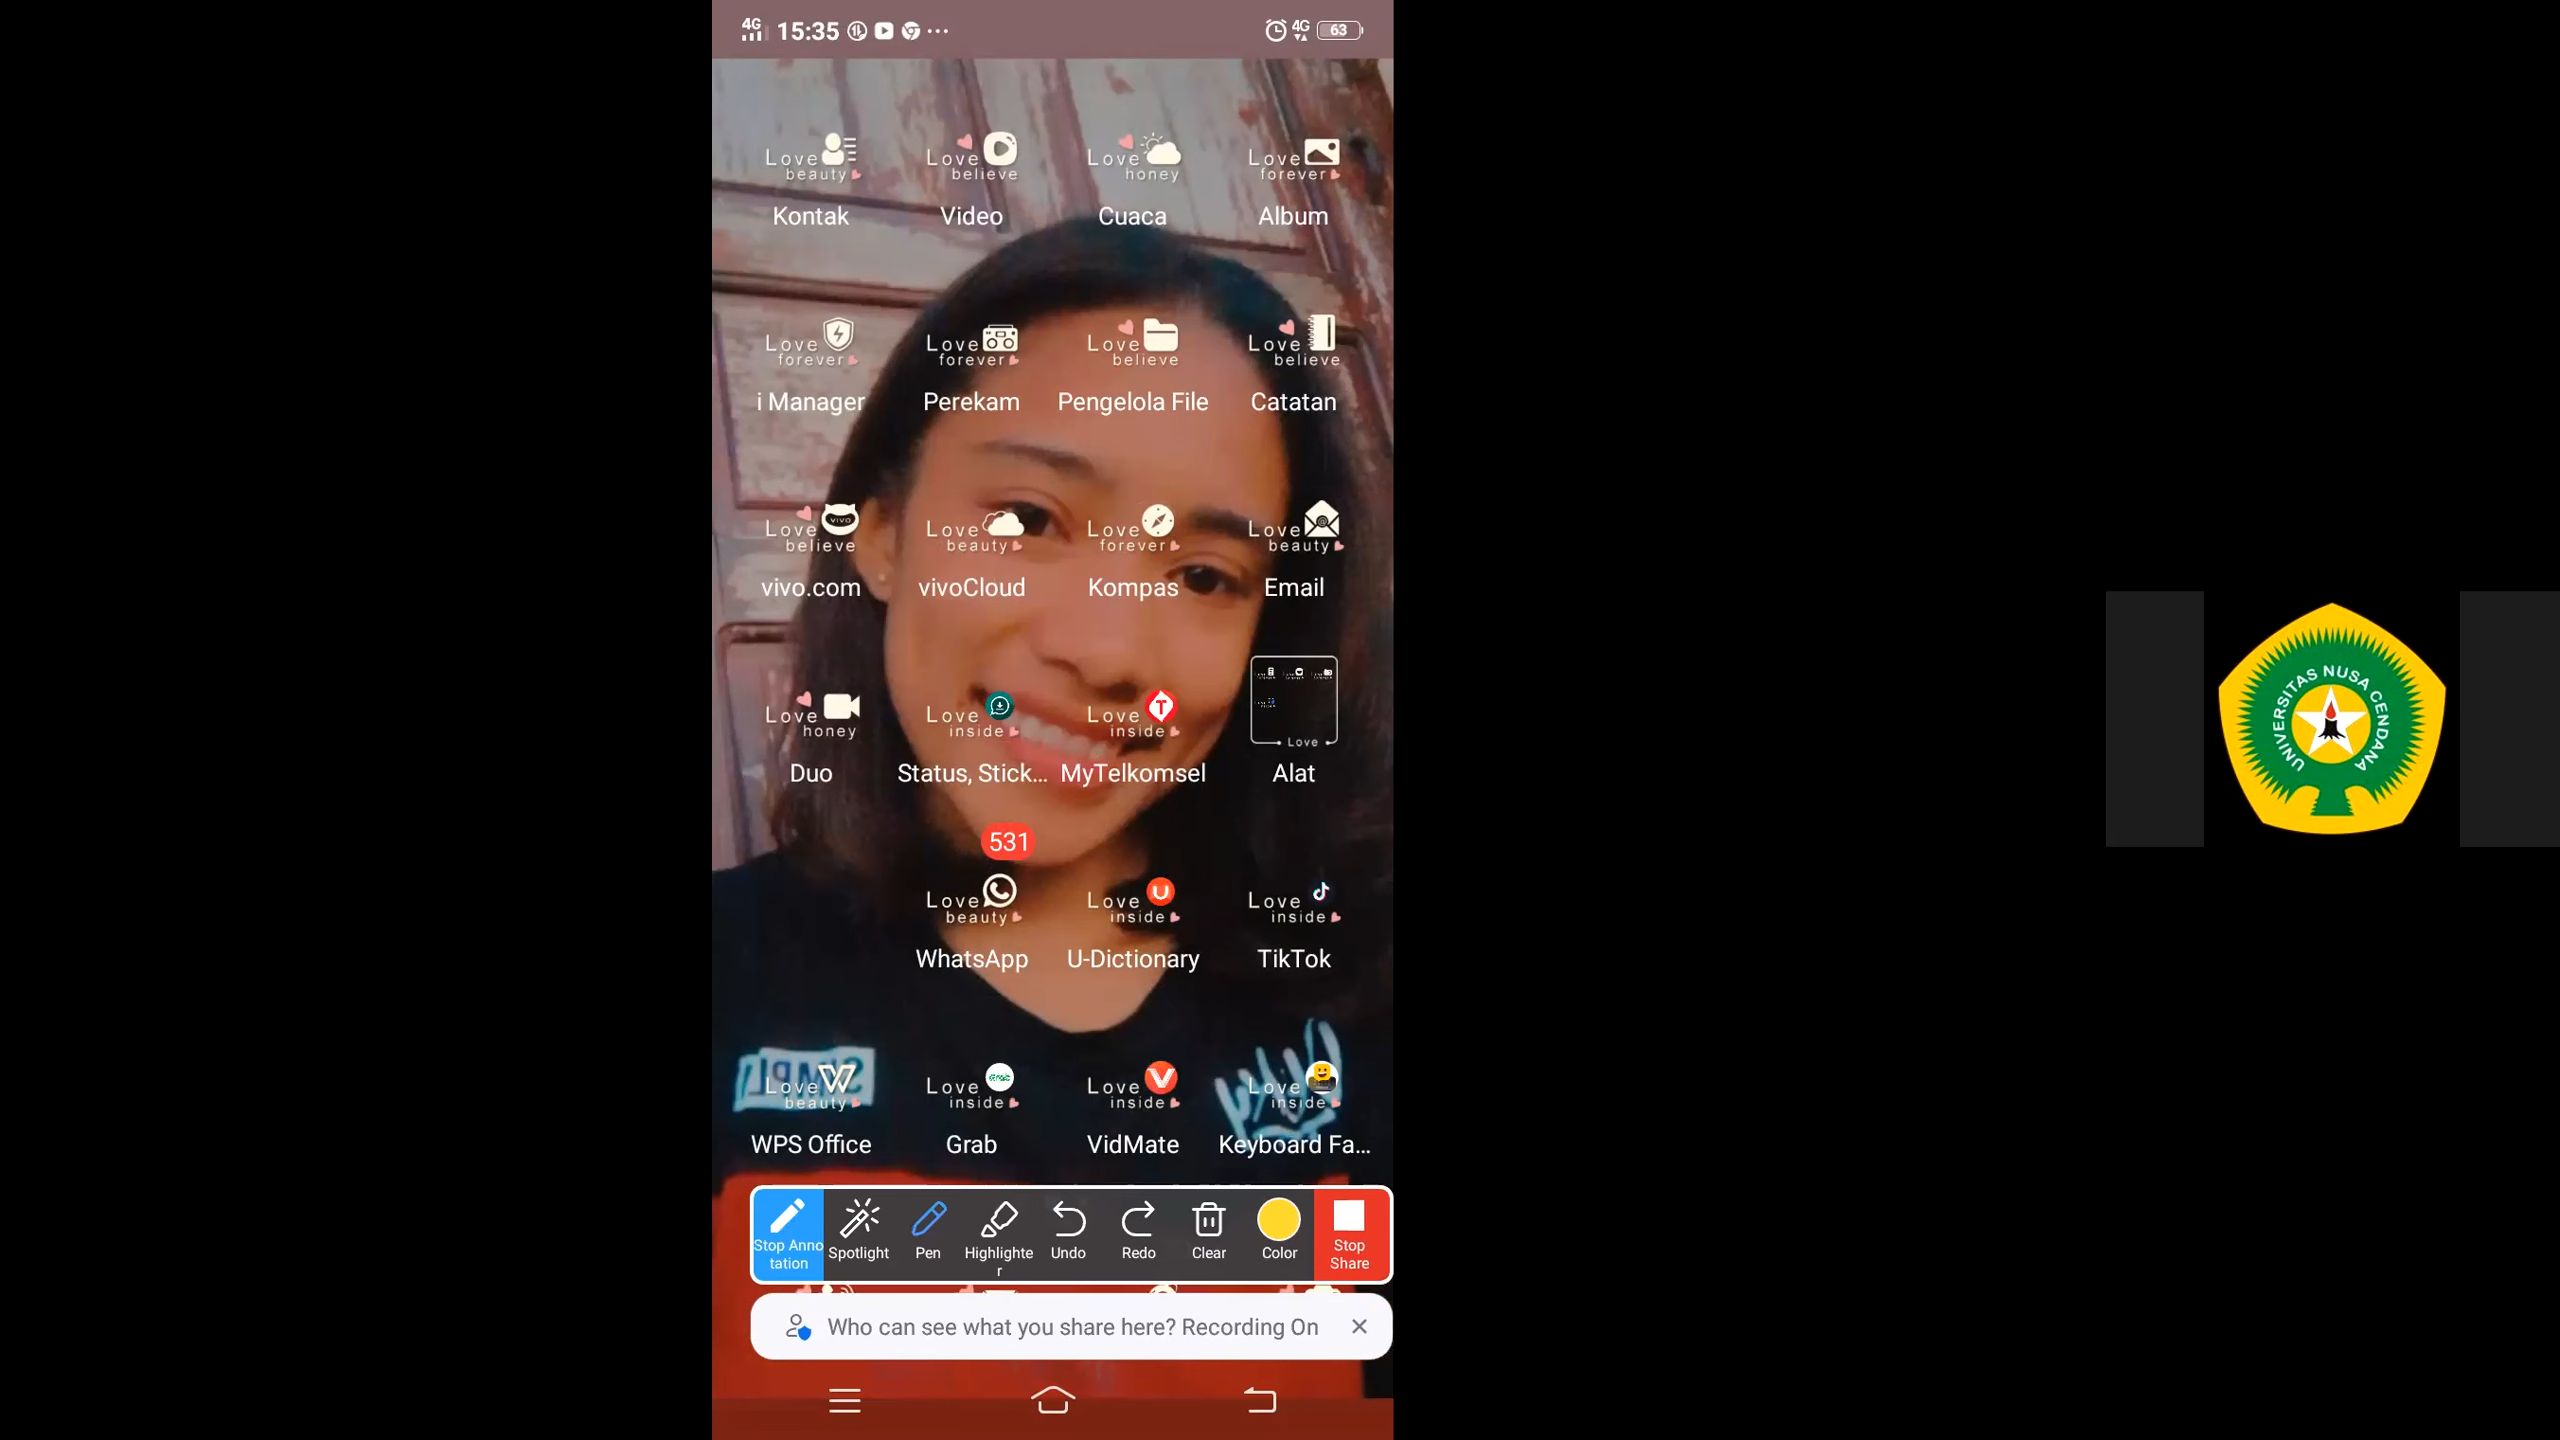 4G 15:35 4G 63
Love beauty Love believe Love honey Love forever
Kontak Video Cuaca Album
Love forever Love forever Love believe Love believe
i Manager Perekam Pengelola File Catatan
vivo
Love believe Love beauty Love forever Love beauty
vivo.com vivoCloud Kompas Email
Love honey Love inside Love inside Love
Duo Status, Stick... MyTelkomsel Alat
531
Love beauty Love inside Love inside
WhatsApp U-Dictionary TikTok
Love beauty Love inside Love inside Love inside
WPS Office Grab VidMate Keyboard Fa...
Stop Annotation Spotlight Pen Highlighter Undo Redo Clear Color Stop Share
Who can see what you share here? Recording On
UNIVERSITAS NUSA CENDANA